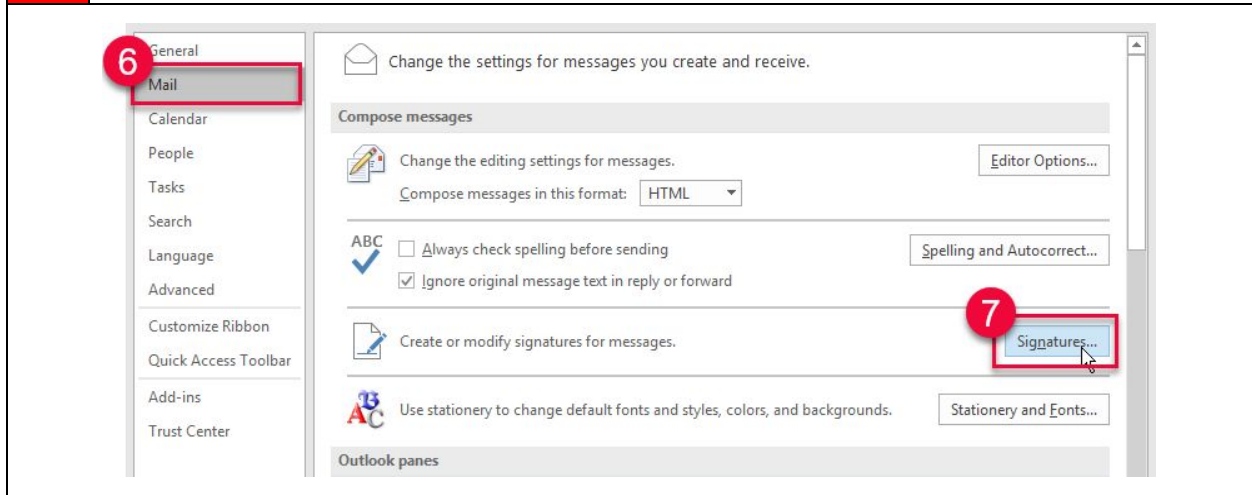 6
General
Mail
Calendar
People
Tasks
Search
Language
Advanced
Customize Ribbon
Quick Access Toolbar
Add-ins
Trust Center
Change the settings for messages you create and receive.
Compose messages
Change the editing settings for messages.
Editor Options...
Compose messages in this format: HTML
ABC
Always check spelling before sending
Spelling and Autocorrect...
Ignore original message text in reply or forward
7
Create or modify signatures for messages.
Signatures...
ABC
Use stationery to change default fonts and styles, colors, and backgrounds.
Stationery and Fonts...
Outlook panes